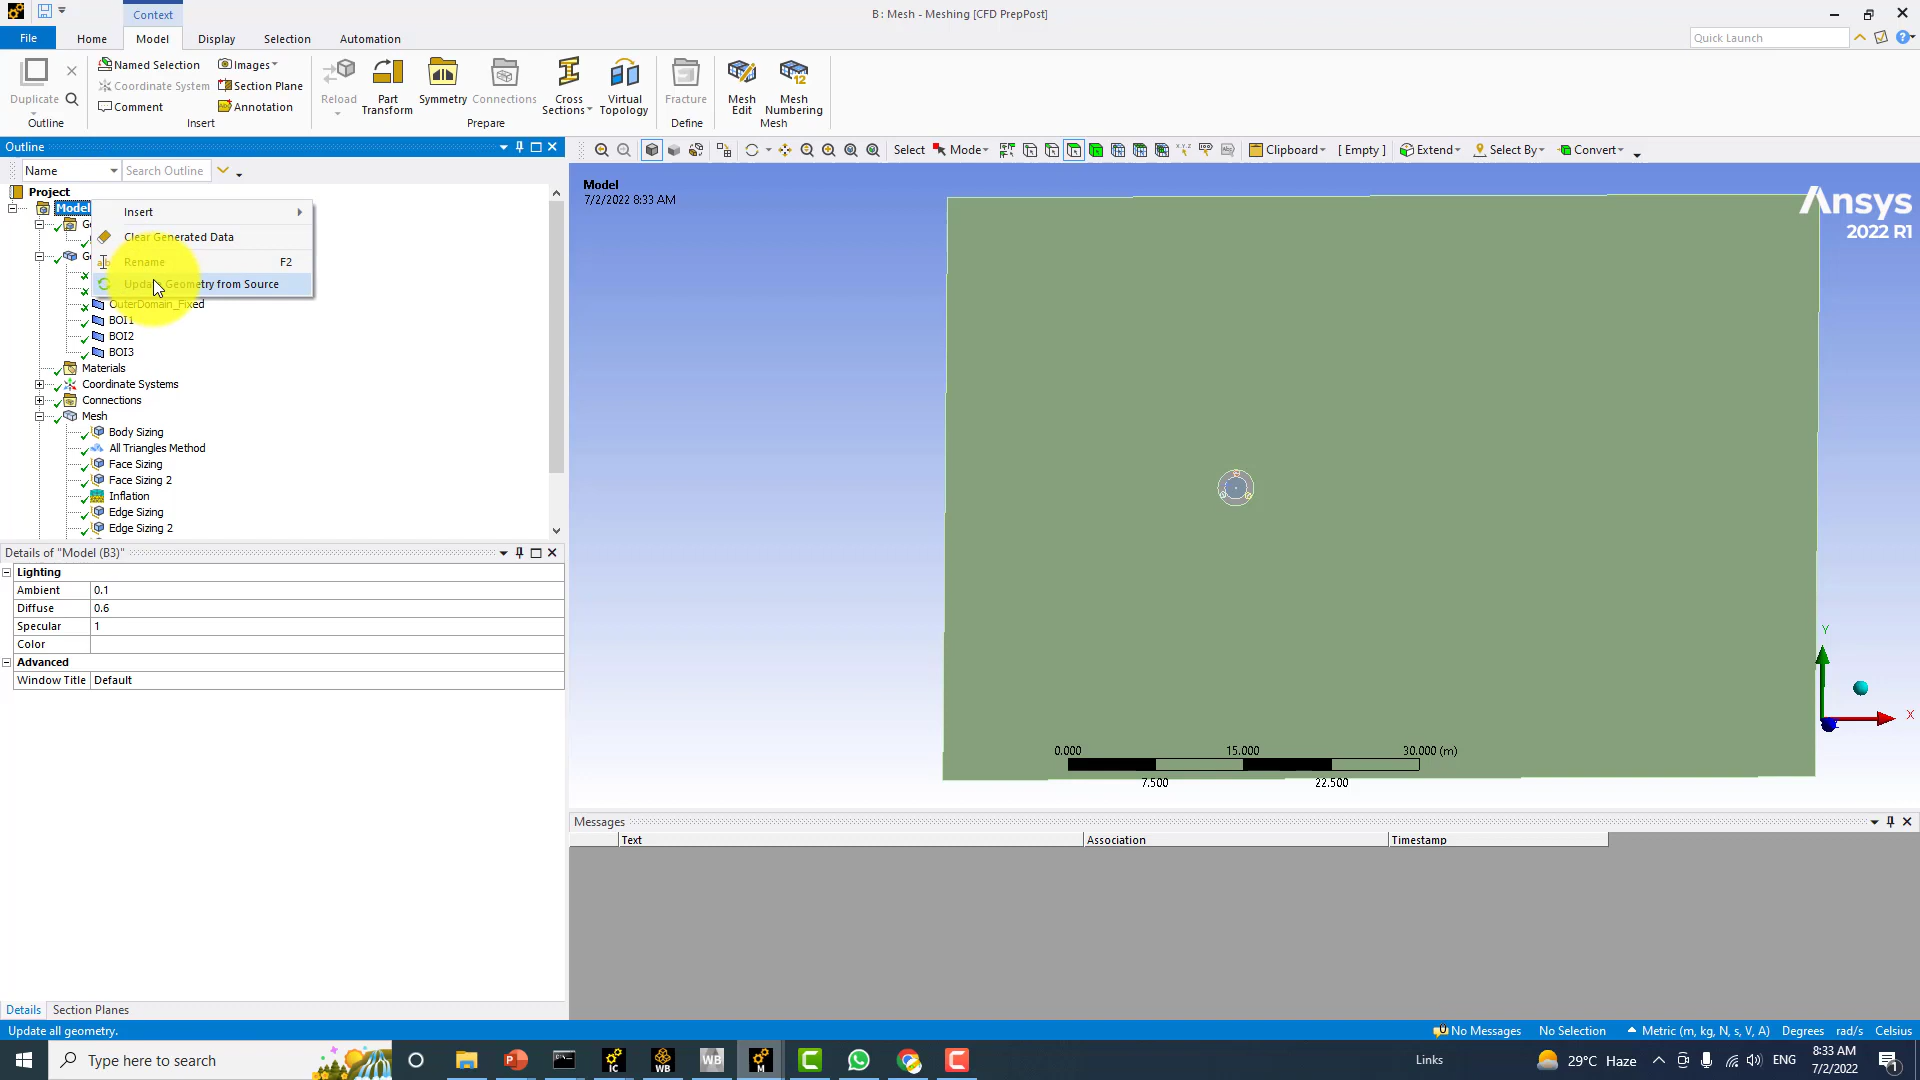 Context
B : Mesh - Meshing [CFD PrepPost]
File
Home
Model
Display
Selection
Automation
Quick Launch
Duplicate
Outline
Named Selection
Coordinate System
Comment
Images
Section Plane
Annotation
Insert
Reload
Part Transform
Symmetry
Connections
Cross Sections
Virtual Topology
Prepare
Fracture
Define
Mesh Edit
Mesh Numbering
Mesh
Outline
Name
Search Outline
Select
Mode
Clipboard
[ Empty ]
Extend
Select By
Convert
Project
Model
Insert
Clear Generated Data
Rename F2
Update Geometry from Source
OuterDomain_Fixed
BOI1
BOI2
BOI3
Materials
Coordinate Systems
Connections
Mesh
Body Sizing
All Triangles Method
Face Sizing
Face Sizing 2
Inflation
Edge Sizing
Edge Sizing 2
Model
7/2/2022 8:33 AM
Ansys
2022 R1
Y
X
0.000 15.000 30.000 (m)
7.500 22.500
Details of "Model (B3)"
Lighting
Ambient 0.1
Diffuse 0.6
Specular 1
Color
Advanced
Window Title Default
Messages
Text Association Timestamp
Details Section Planes
Update all geometry.
No Messages
No Selection
Metric (m, kg, N, s, V, A)
Degrees
rad/s
Celsius
Type here to search
IC
WB
WB
M
Links
29°C Haze
ENG
8:33 AM
7/2/2022
1